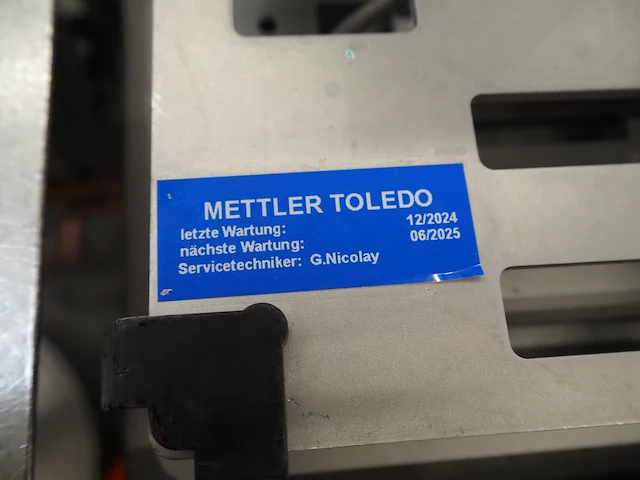 METTLER TOLEDO
letzte Wartung: 12/2024
nächste Wartung: 06/2025
Servicetechniker: G.Nicolay